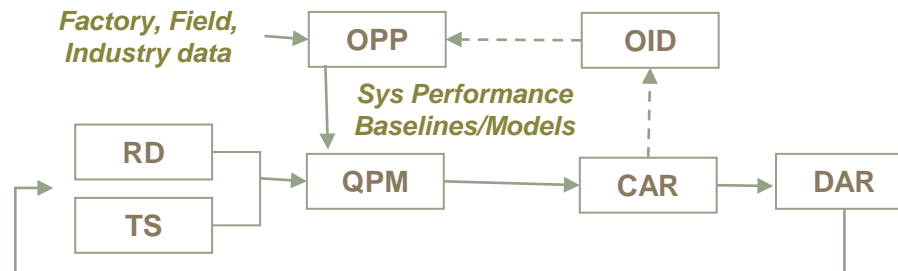 Factory, Field,
Industry data
OPP
OID
Sys Performance
Baselines/Models
RD
TS
QPM
CAR
DAR